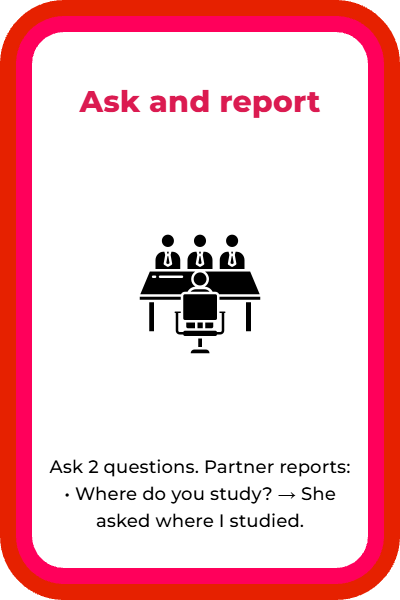 Ask and report
Ask 2 questions. Partner reports:
• Where do you study? → She
asked where I studied.